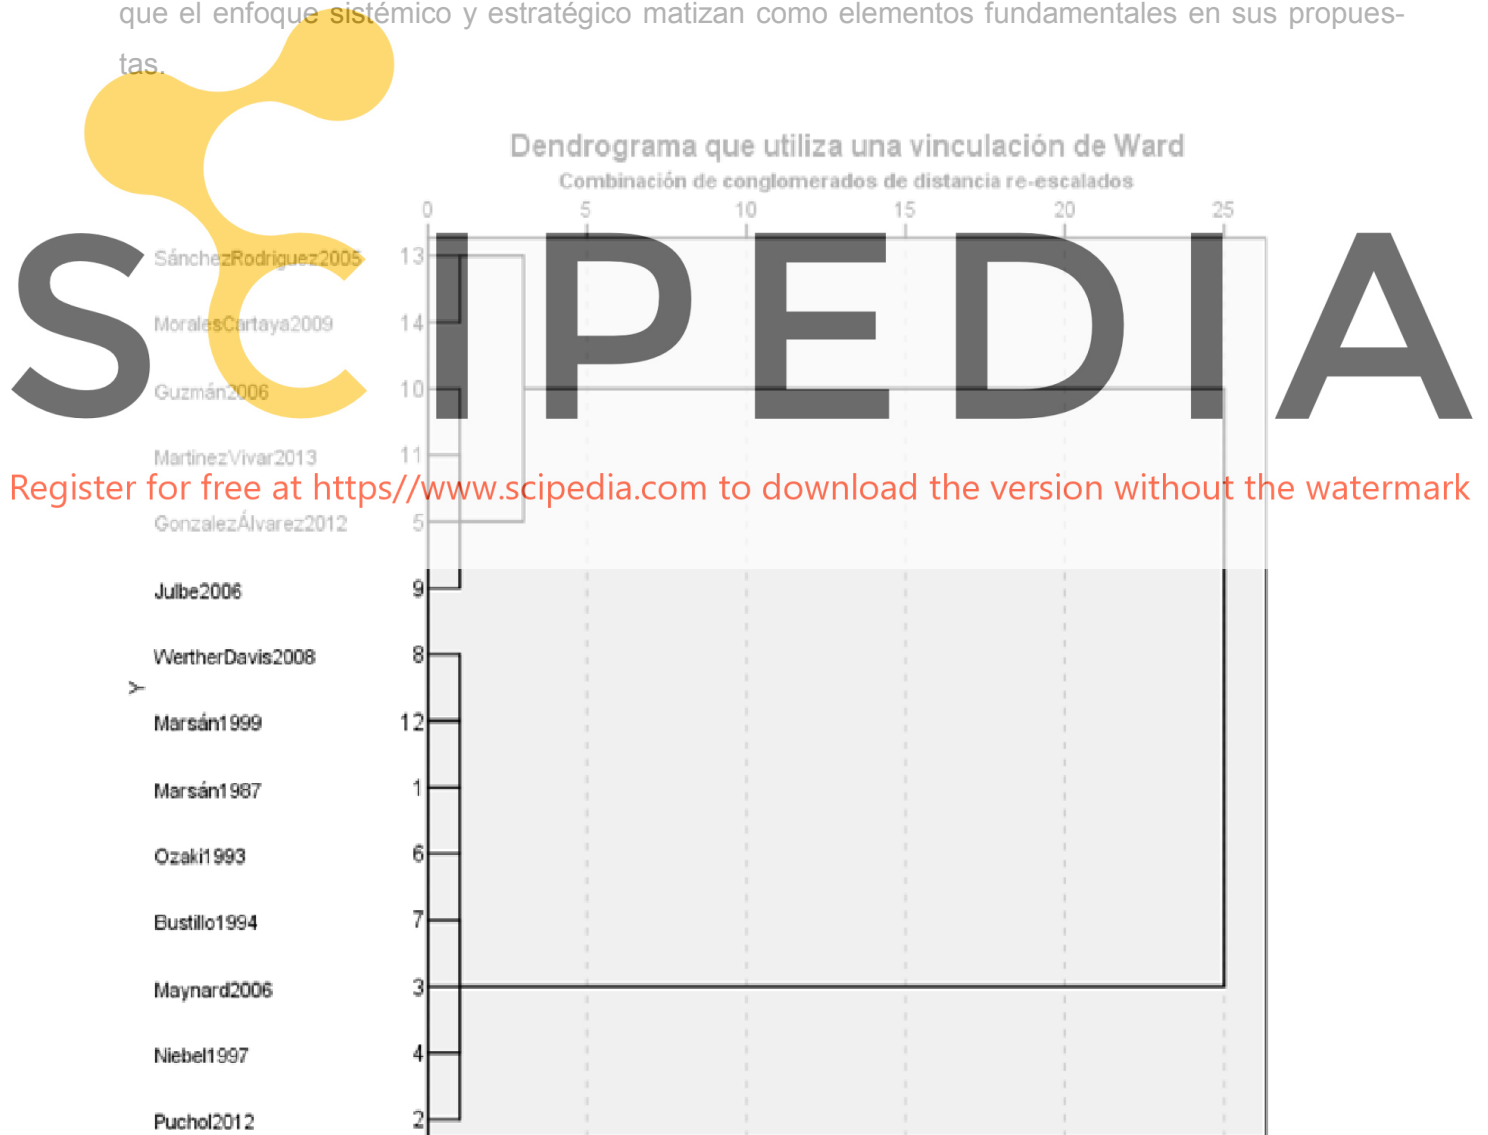 que el enfoque sistémico y estratégico matizan como elementos fundamentales en sus propues-
tas.
Dendrograma que utiliza una vinculación de Ward
Combinación de conglomerados de distancia re-escalados
0 5 10 15 20 25
SánchezRodriguez2005 13
MoralesCartaya2009 14
Guzmán2006 10
MartinezVivar2013 11
GonzalezÁlvarez2012 5
Julbe2006 9
WertherDavis2008 8
Y
Marsán1999 12
Marsán1987 1
Ozaki1993 6
Bustillo1994 7
Maynard2006 3
Niebel1997 4
Puchol2012 2
SCIPEDIA
Register for free at https//www.scipedia.com to download the version without the watermark